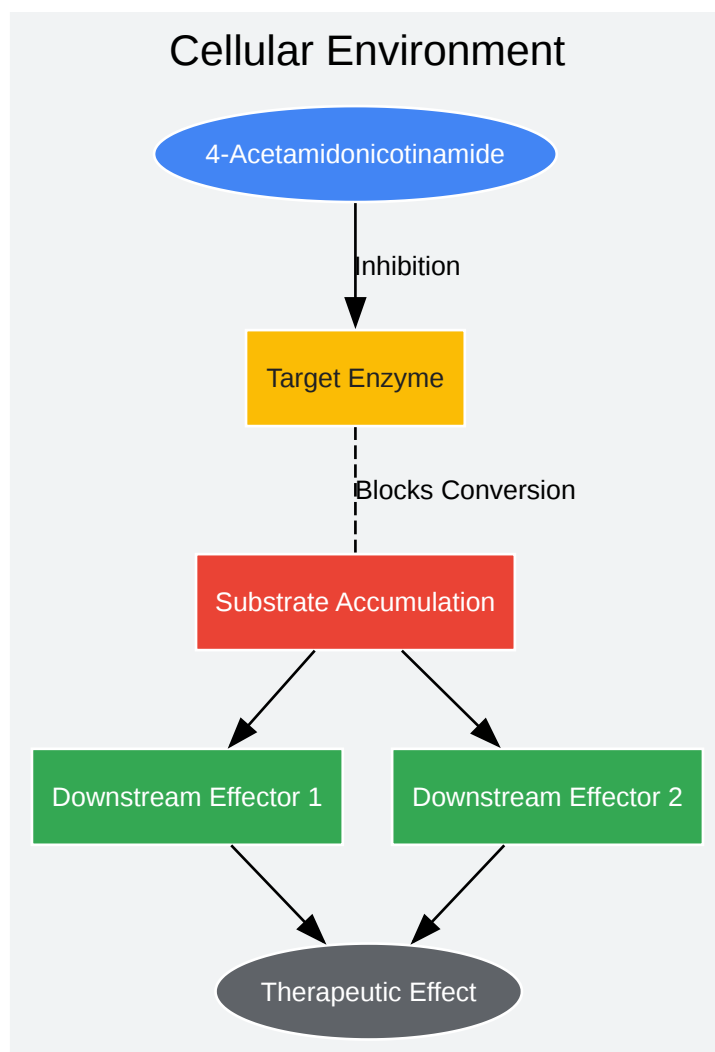 Cellular Environment
4-Acetamidonicotinamide
Inhibition
Target Enzyme
Blocks Conversion
Substrate Accumulation
Downstream Effector 1
Downstream Effector 2
Therapeutic Effect